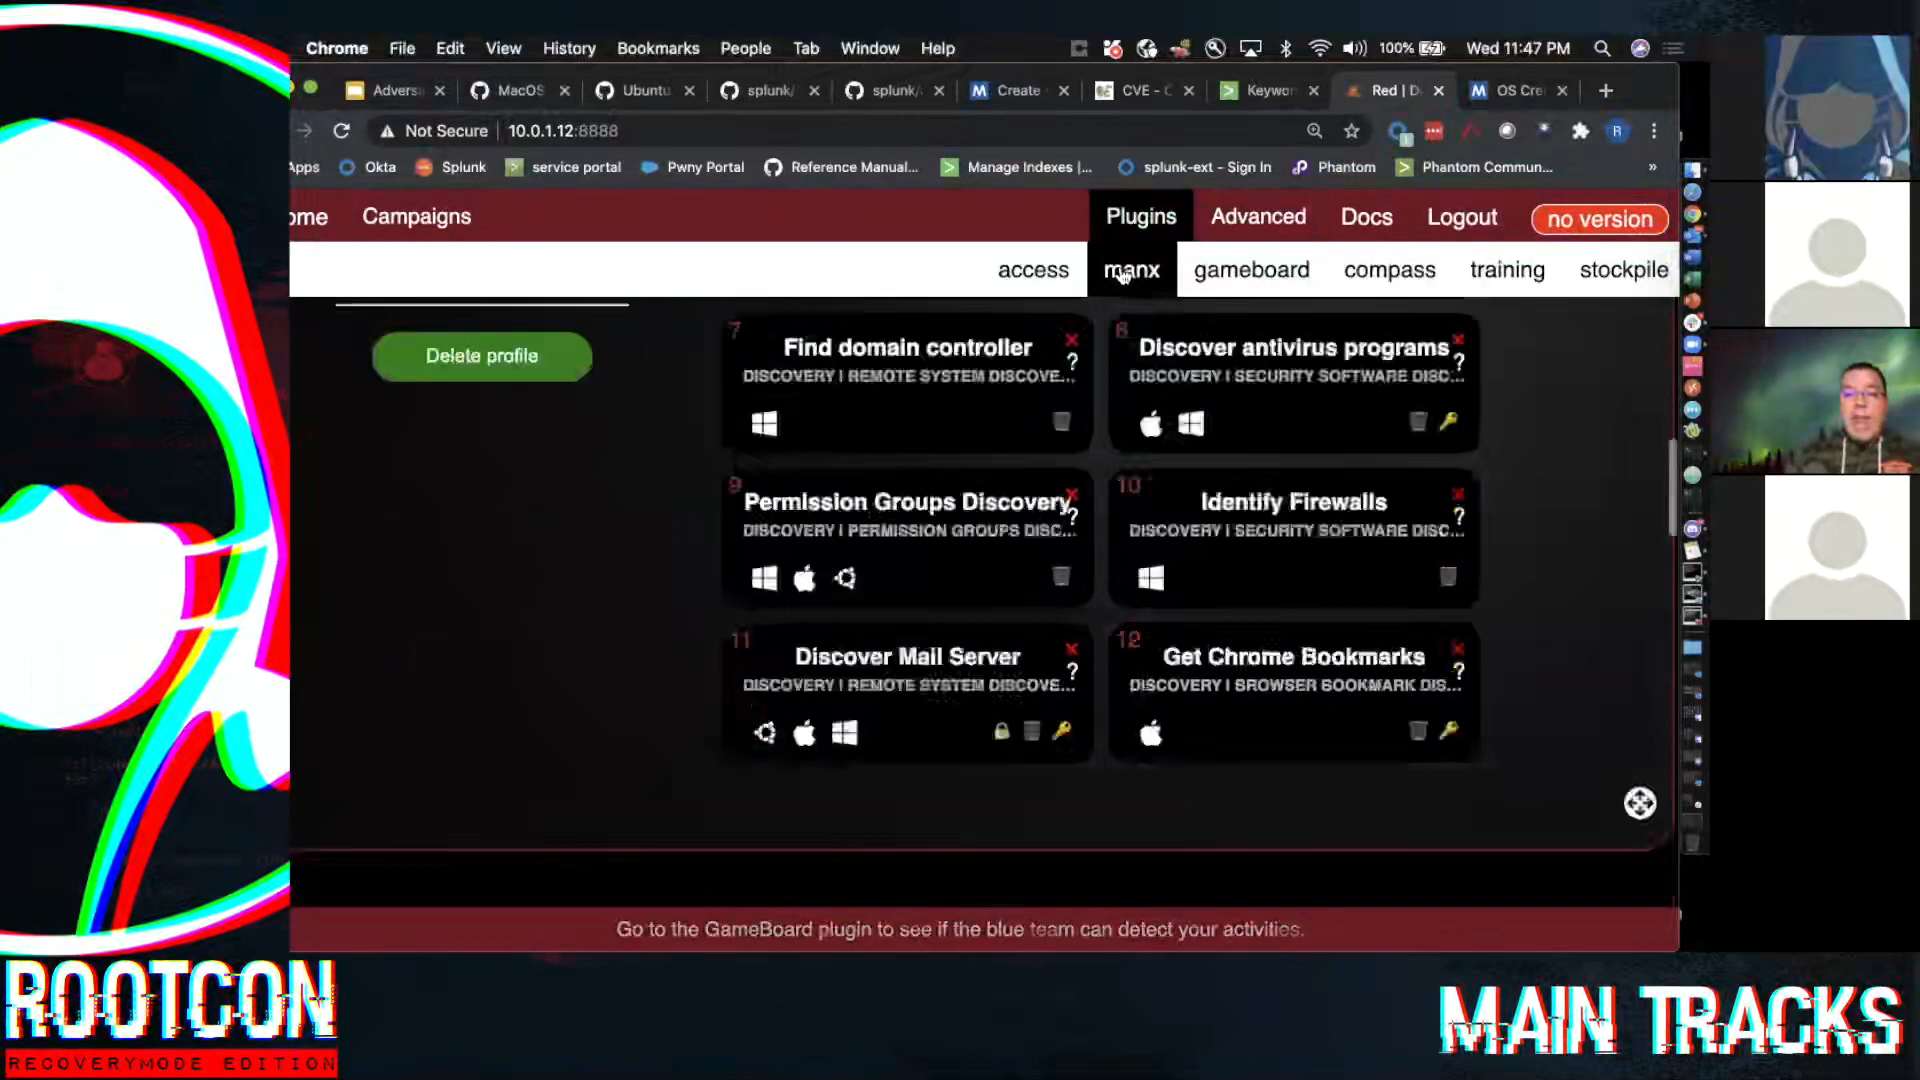 Chrome File Edit View History Bookmarks People Tab Window Help 100% Wed 11:47 PM
Advers MacOS Ubuntu splunk/ splunk/ Create CVE - C Keywor Red | D OS Cre
Not Secure 10.0.1.12:8888 R
Apps Okta Splunk service portal Pwny Portal Reference Manual... Manage Indexes |... splunk-ext - Sign In Phantom Phantom Commun... »
ome Campaigns Plugins Advanced Docs Logout no version
access manx gameboard compass training stockpile
Delete profile
7
Find domain controller
?
DISCOVERY | REMOTE SYSTEM DISCOVE...
Discover antivirus programs
?
DISCOVERY | SECURITY SOFTWARE DISC...
9
Permission Groups Discovery
?
DISCOVERY | PERMISSION GROUPS DISC...
10
Identify Firewalls
?
DISCOVERY | SECURITY SOFTWARE DISC...
11
Discover Mail Server
?
DISCOVERY | REMOTE SYSTEM DISCOVE...
12
Get Chrome Bookmarks
?
DISCOVERY | BROWSER BOOKMARK DIS...
Go to the GameBoard plugin to see if the blue team can detect your activities.
ROOTCON
RECOVERYMODE EDITION
MAIN TRACKS